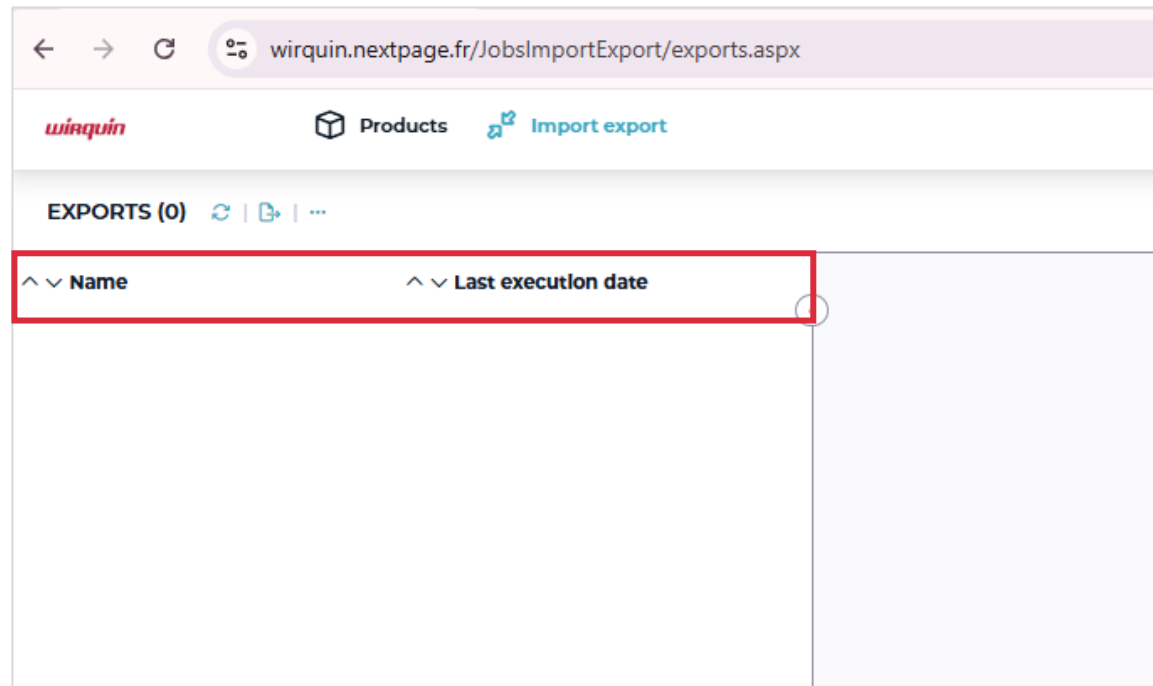 wirquin.nextpage.fr/JobsImportExport/exports.aspx
wirquin Products Import export
EXPORTS (0)
Name Last execution date